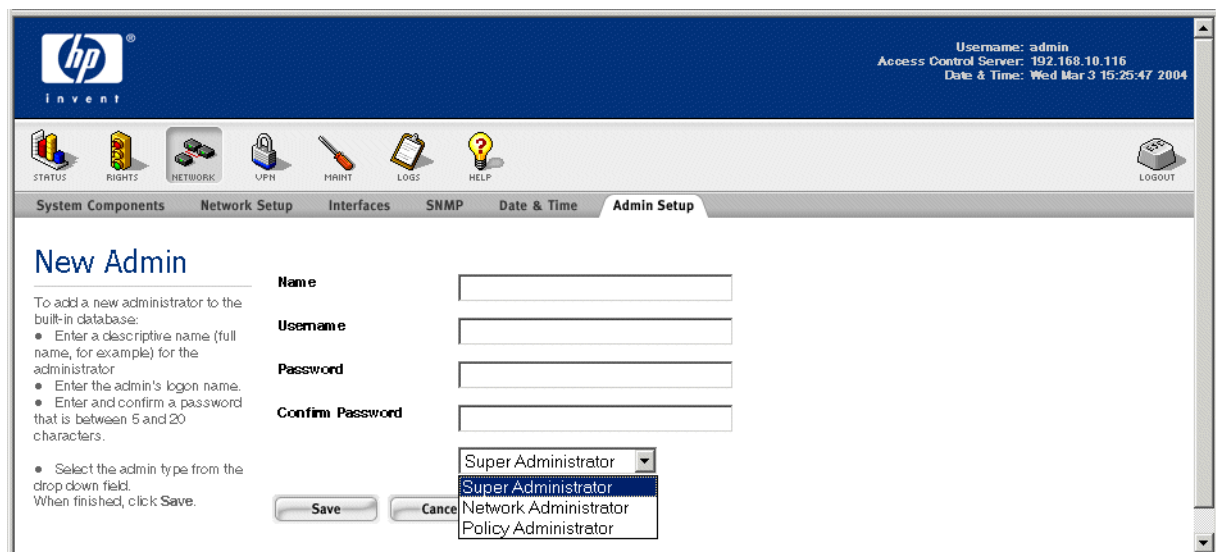 hp
®
invent
Username: admin
Access Control Server: 192.168.10.116
Date & Time: Wed Mar 3 15:25:47 2004
STATUS RIGHTS NETWORK VPN MAINT LOGS HELP LOGOUT
System Components Network Setup Interfaces SNMP Date & Time Admin Setup
New Admin
To add a new administrator to the
built-in database:
● Enter a descriptive name (full
name, for example) for the
administrator
● Enter the admin's logon name.
● Enter and confirm a password
that is between 5 and 20
characters.
● Select the admin type from the
drop down field.
When finished, click Save.
Name
Username
Password
Confirm Password
Super Administrator
Super Administrator
Network Administrator
Policy Administrator
Save Cance